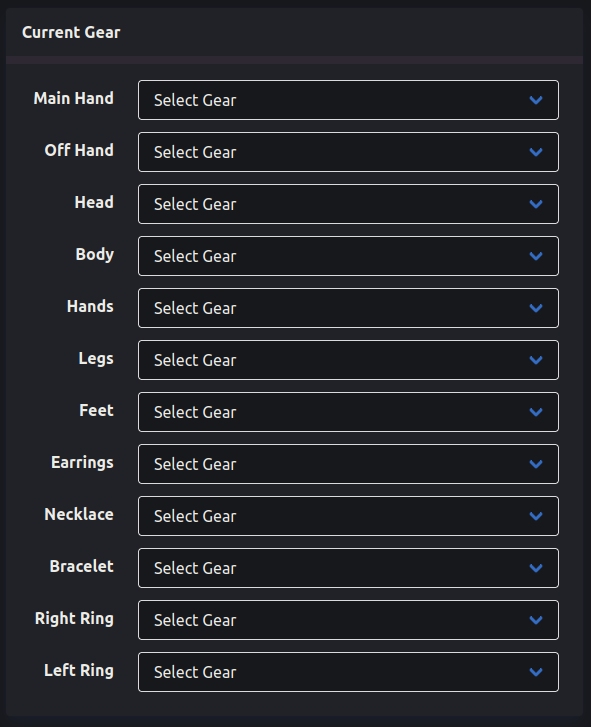 Current Gear
Main Hand Select Gear
Off Hand Select Gear
Head Select Gear
Body Select Gear
Hands Select Gear
Legs Select Gear
Feet Select Gear
Earrings Select Gear
Necklace Select Gear
Bracelet Select Gear
Right Ring Select Gear
Left Ring Select Gear